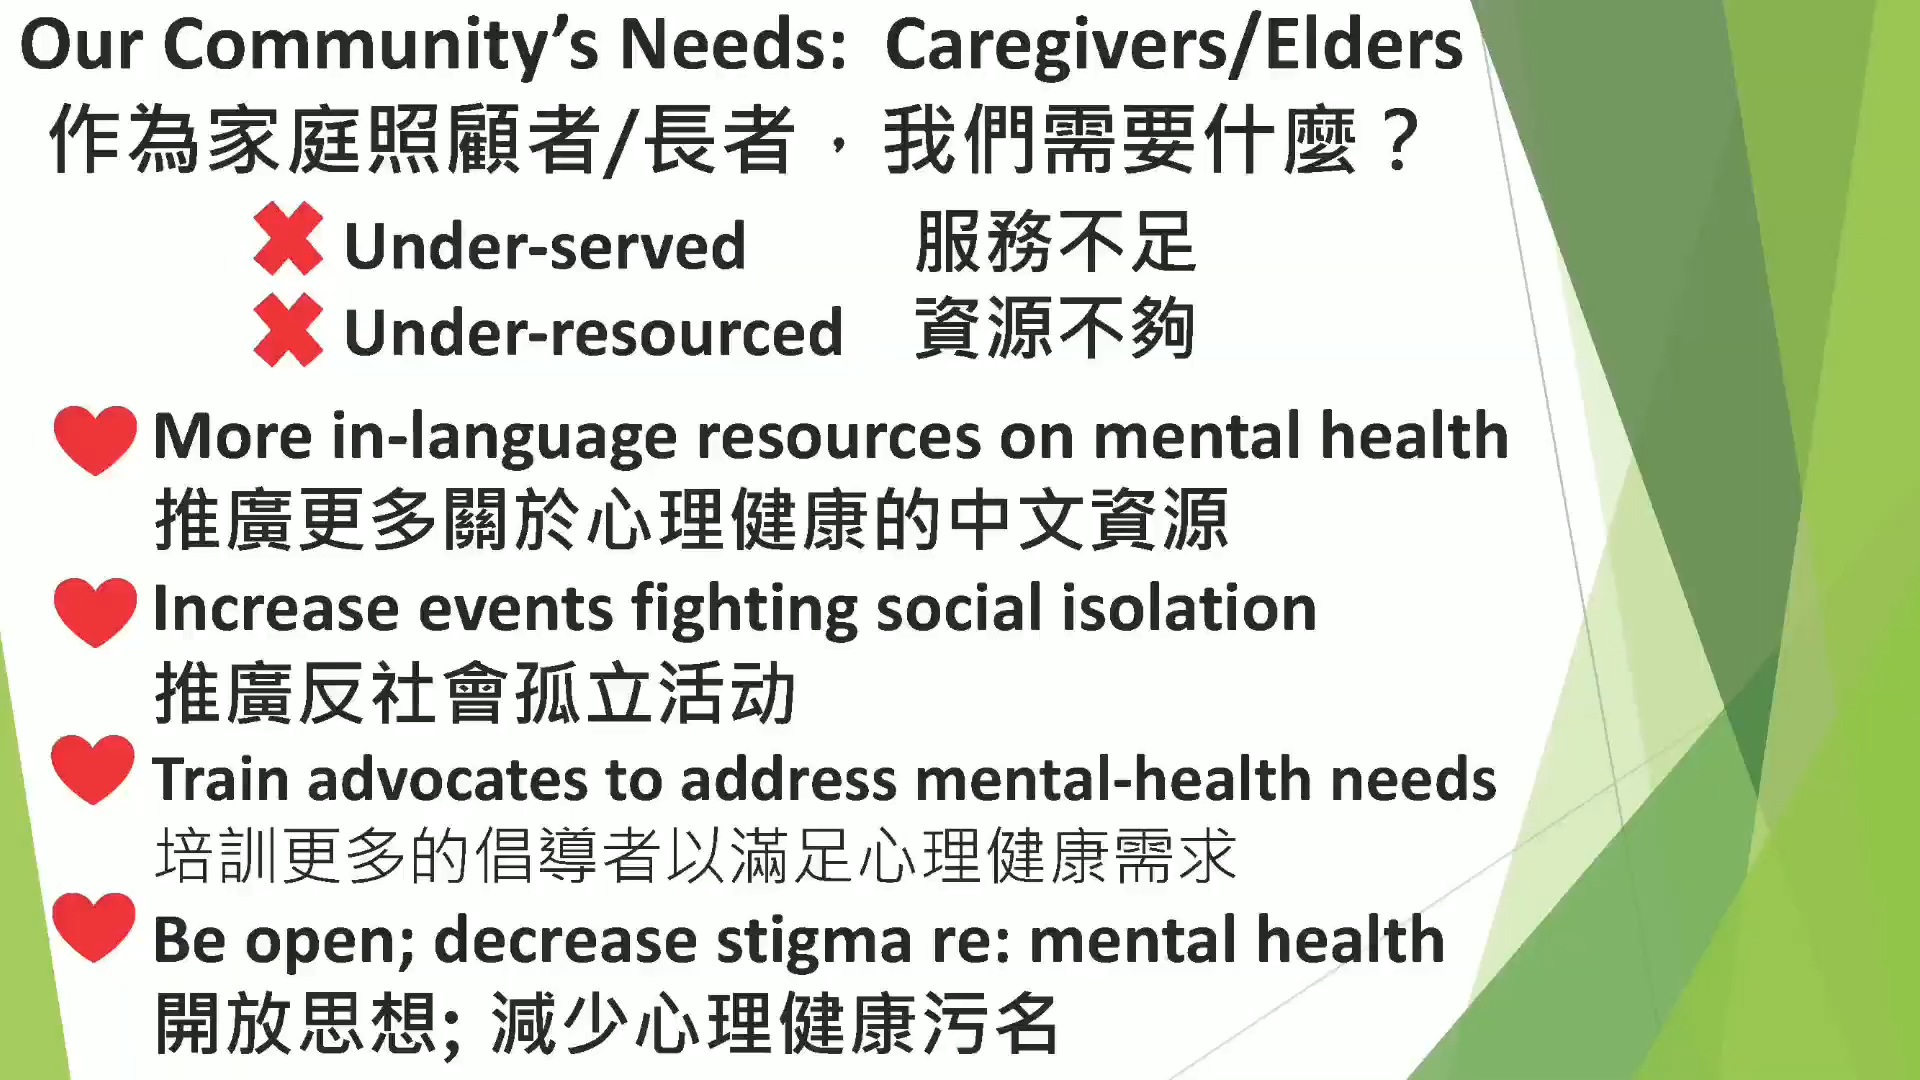 Our Community’s Needs: Caregivers/Elders
作為家庭照顧者/長者，我們需要什麼？
Under-served 服務不足
Under-resourced 資源不夠
More in-language resources on mental health
推廣更多關於心理健康的中文資源
Increase events fighting social isolation
推廣反社會孤立活动
Train advocates to address mental-health needs
培訓更多的倡導者以滿足心理健康需求
Be open; decrease stigma re: mental health
開放思想; 減少心理健康污名